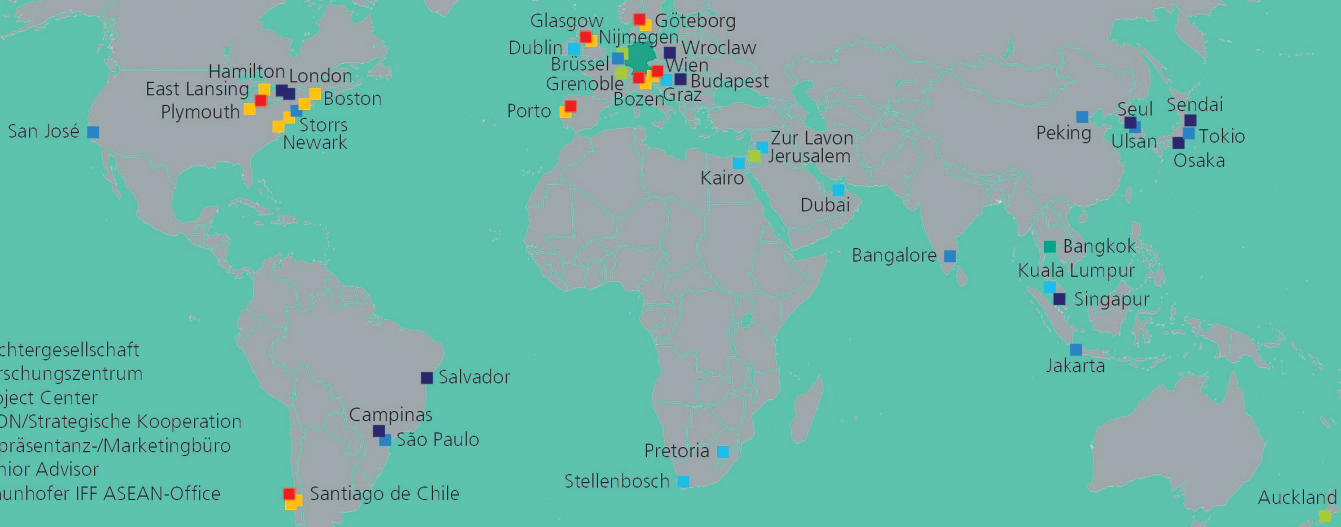 Glasgow
Göteborg
Nijmegen
Dublin
Wroclaw
Brüssel
Wien
Grenoble
Budapest
Bozen
Graz
Porto
Hamilton
London
East Lansing
Boston
Plymouth
Storrs
Newark
San José
Zur Lavon
Jerusalem
Kairo
Dubai
Peking
Seul
Sendai
Ulsan
Tokio
Osaka
Bangalore
Bangkok
Kuala Lumpur
Singapur
Jakarta
Salvador
Campinas
São Paulo
Santiago de Chile
Pretoria
Stellenbosch
Auckland
chtergesellschaft
rschungszentrum
oject Center
ON/Strategische Kooperation
präsentanz-/Marketingbüro
nior Advisor
aunhofer IFF ASEAN-Office